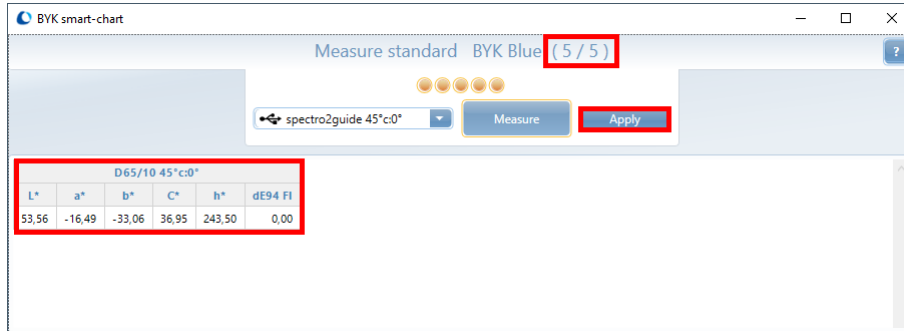 BYK smart-chart
Measure standard BYK Blue ( 5 / 5 )
?
spectro2guide 45°c:0° Measure Apply
D65/10 45°c:0°
L* a* b* C* h* dE94 Fl
53,56 -16,49 -33,06 36,95 243,50 0,00